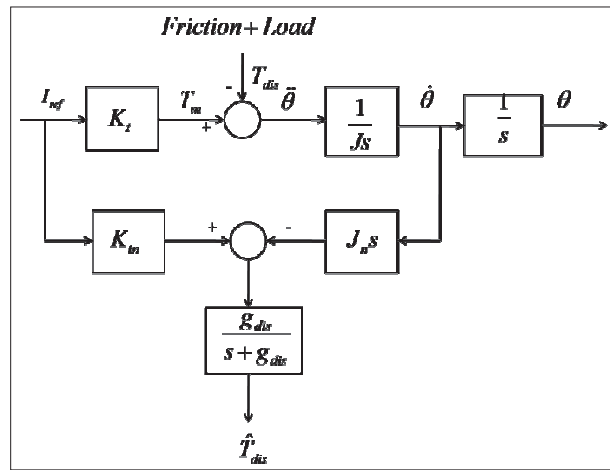 Friction + Load
- T_dis
I_ref K_t T_m + θ̈ 1/Js θ̇ 1/s θ
K_tn + - J_n s
g_dis/(s + g_dis)
T̂_dis